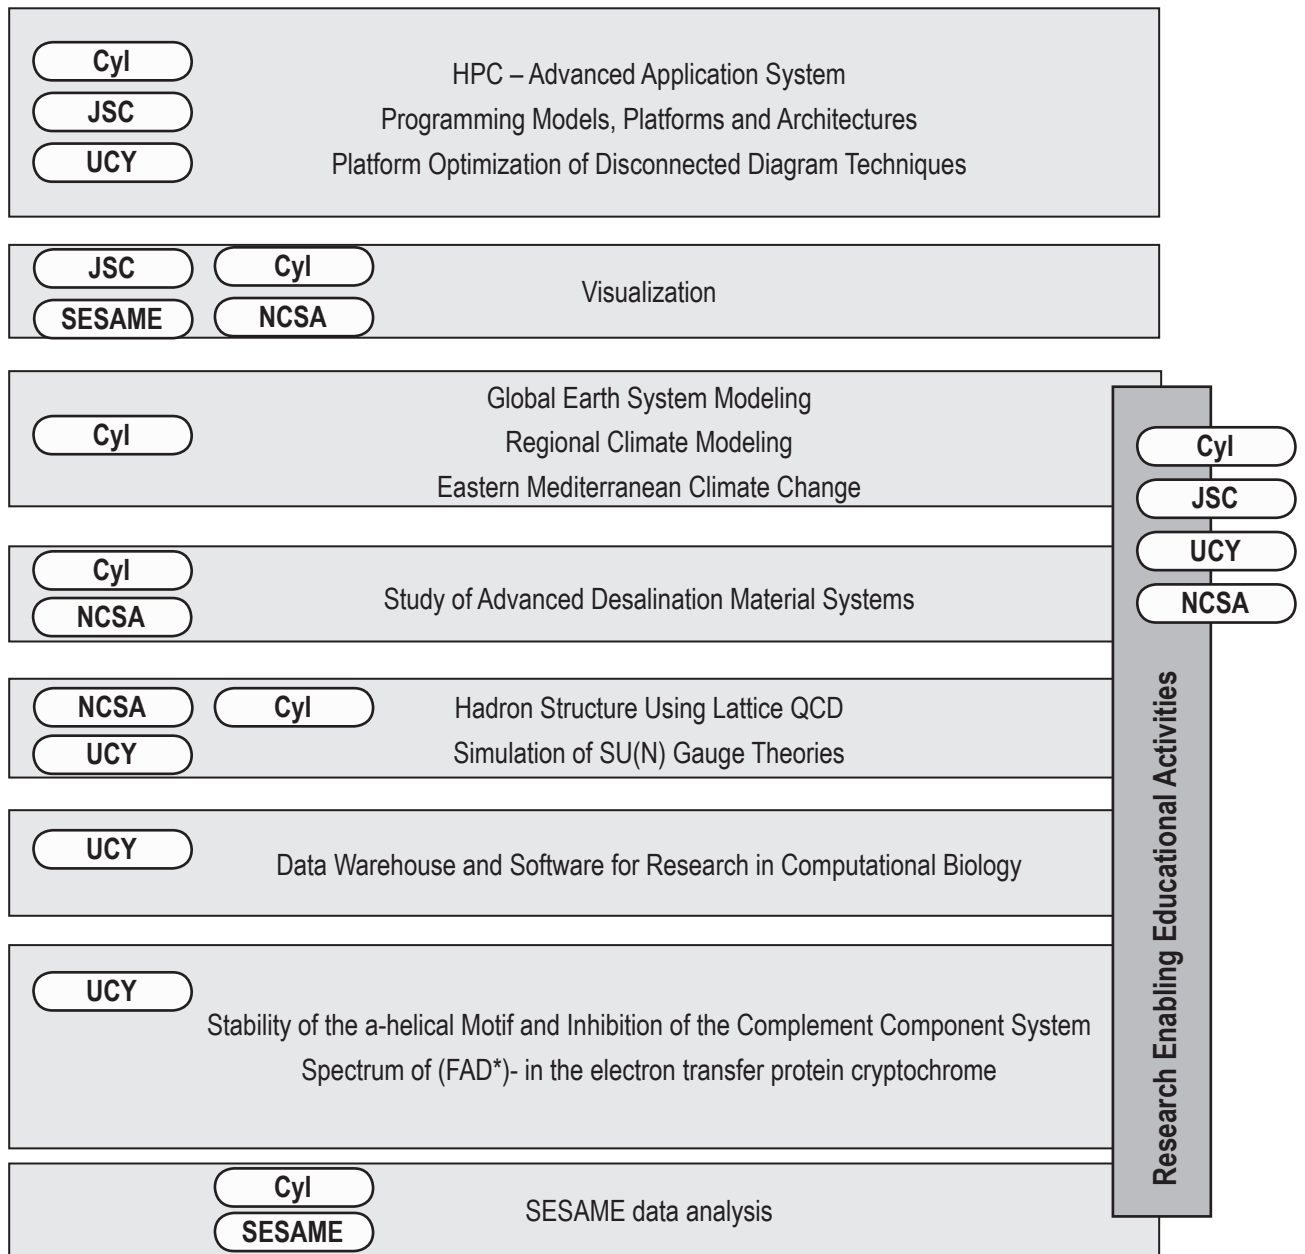 CyI
JSC
UCY
HPC – Advanced Application System
Programming Models, Platforms and Architectures
Platform Optimization of Disconnected Diagram Techniques
JSC
CyI
SESAME
NCSA
Visualization
CyI
Global Earth System Modeling
Regional Climate Modeling
Eastern Mediterranean Climate Change
CyI
NCSA
Study of Advanced Desalination Material Systems
NCSA
CyI
UCY
Hadron Structure Using Lattice QCD
Simulation of SU(N) Gauge Theories
UCY
Data Warehouse and Software for Research in Computational Biology
UCY
Stability of the a-helical Motif and Inhibition of the Complement Component System
Spectrum of (FAD*)- in the electron transfer protein cryptochrome
CyI
SESAME
SESAME data analysis
CyI
JSC
UCY
NCSA
Research Enabling Educational Activities